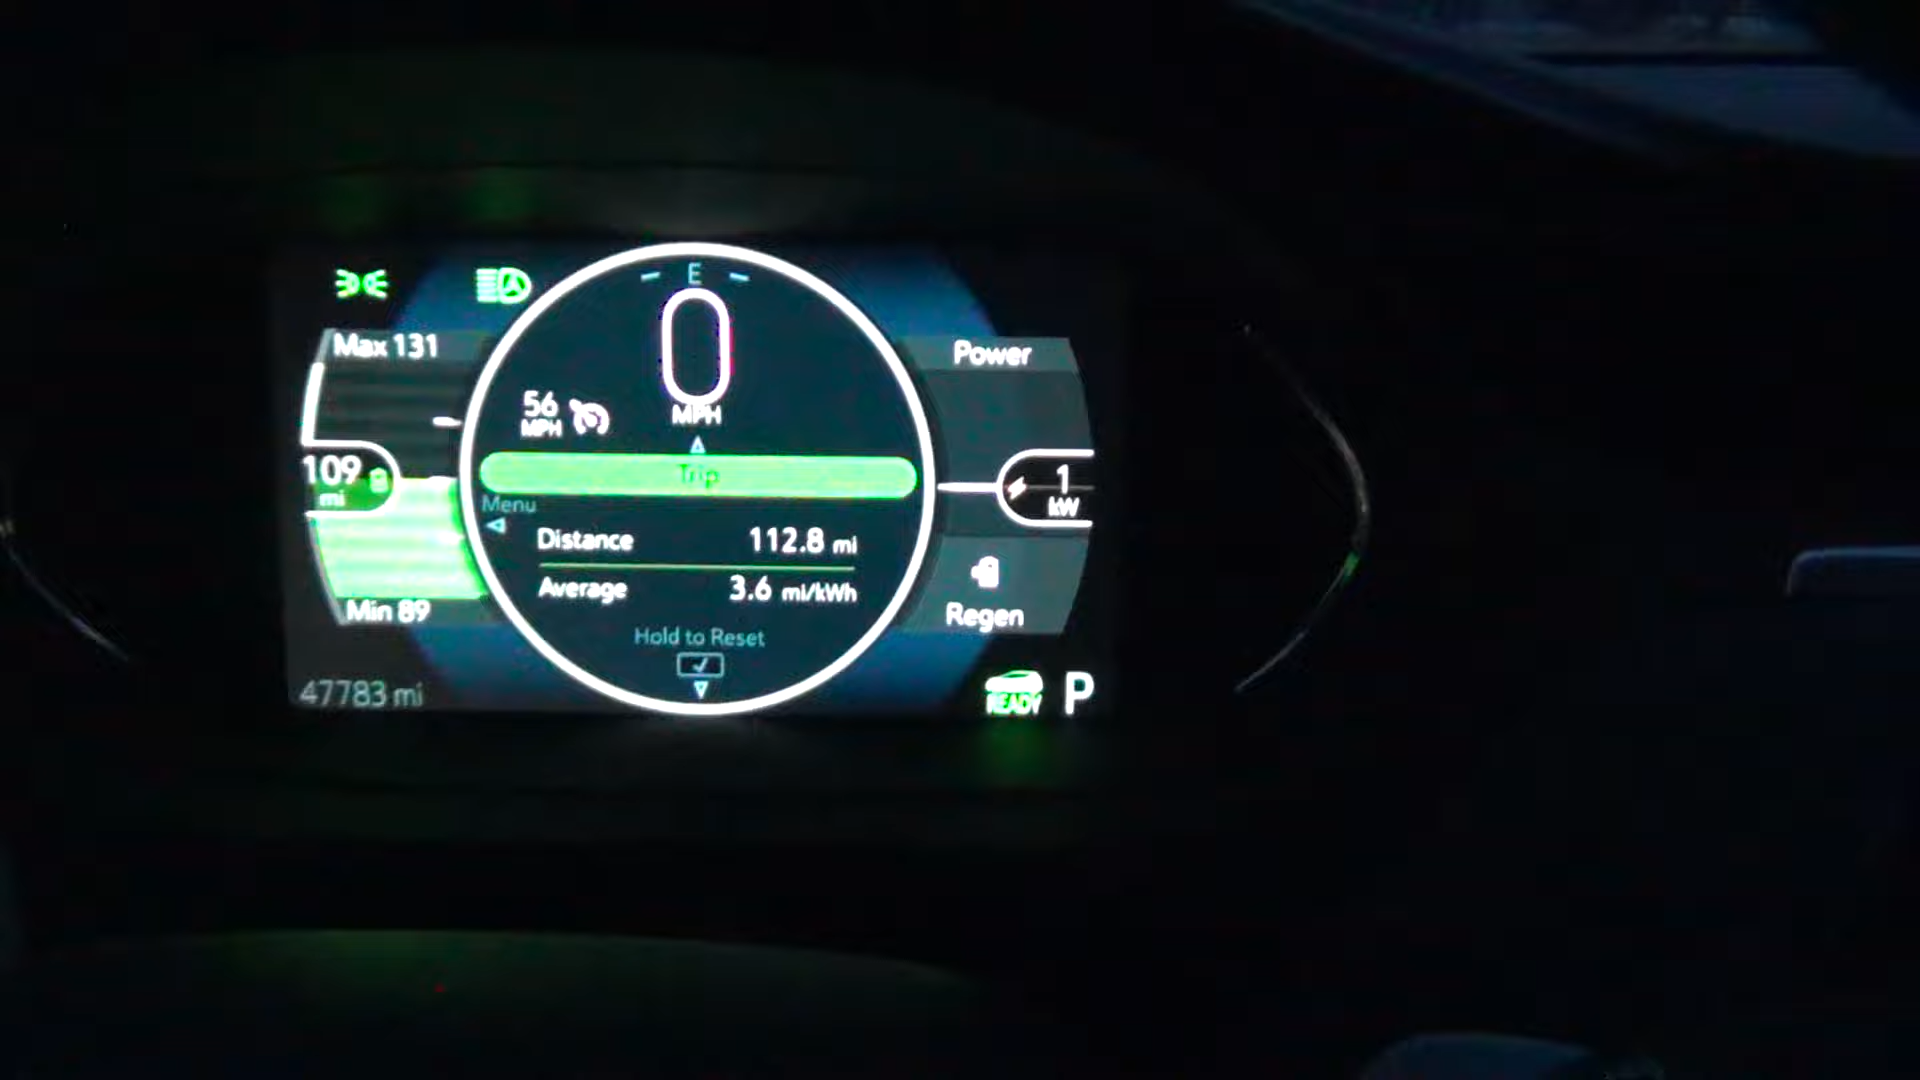 E
0
MPH
Max 131
Power
56
MPH
Trip
109
mi
1
kW
Menu
Distance 112.8 mi
Average 3.6 mi/kWh
Min 89
Regen
Hold to Reset
47783 mi
READY P